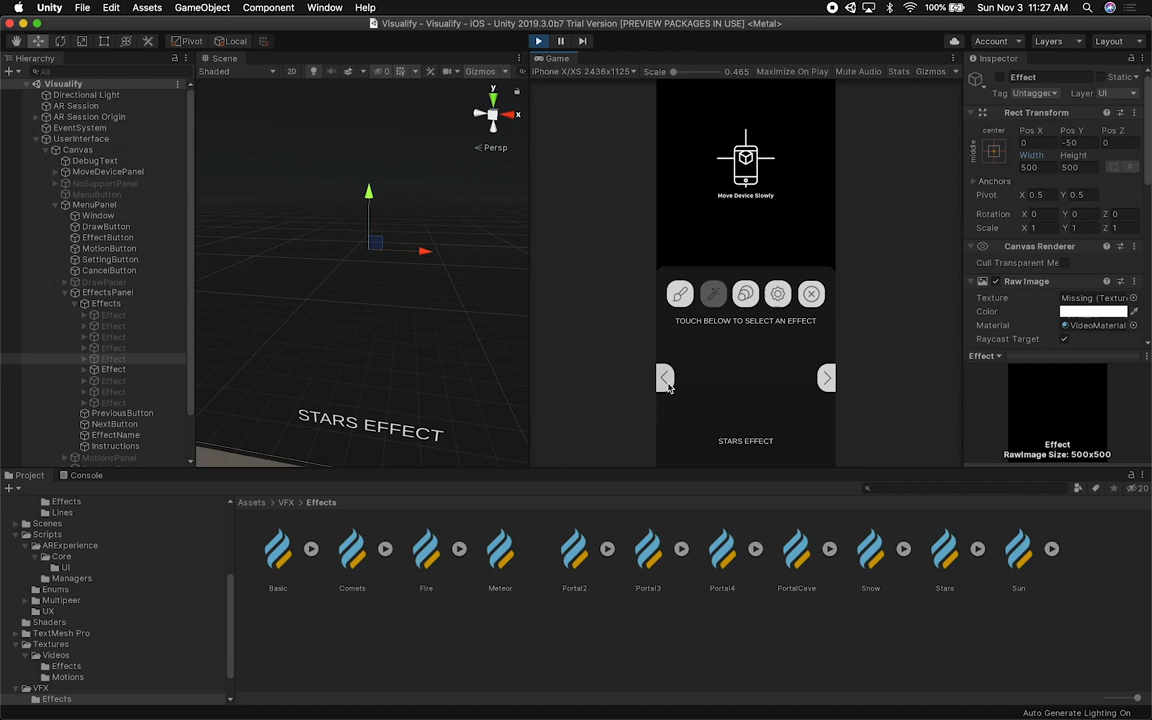 Unity File Edit Assets GameObject Component Window Help 100% Sun Nov 3 11:27 AM
Visualify - Visualify - iOS - Unity 2019.3.0b7 Trial Version [PREVIEW PACKAGES IN USE] <Metal>
Pivot Local Account Layers Layout
Hierarchy Scene Game Inspector
All Shaded 2D 0 Gizmos iPhone X/XS 2436x1125 Scale 0.465 Maximize On Play Mute Audio Stats Gizmos
Visualify
Directional Light
AR Session
AR Session Origin
EventSystem
UserInterface
Canvas
DebugText
MoveDevicePanel
NoSupportPanel
MenuButton
MenuPanel
Window
DrawButton
EffectButton
MotionButton
SettingButton
CancelButton
DrawPanel
EffectsPanel
Effects
Effect
Effect
Effect
Effect
Effect
Effect
Effect
Effect
Effect
PreviousButton
NextButton
EffectName
Instructions
MotionsPanel
y
x
Persp
STARS EFFECT
Move Device Slowly
TOUCH BELOW TO SELECT AN EFFECT
STARS EFFECT
Effect Static
Tag Untagged Layer UI
Rect Transform
center Pos X Pos Y Pos Z
middle 0 -50 0
Width Height
500 500 R
Anchors
Pivot X 0.5 Y 0.5
Rotation X 0 Y 0 Z 0
Scale X 1 Y 1 Z 1
Canvas Renderer
Cull Transparent Me
Raw Image
Texture Missing (Texture
Color
Material VideoMaterial
Raycast Target
Effect
Effect
RawImage Size: 500x500
Project Console
20
Effects
Lines
Scenes
Scripts
ARExperience
Core
UI
Managers
Enums
Multipeer
UX
Shaders
TextMesh Pro
Textures
Videos
Effects
Motions
VFX
Effects
Assets > VFX > Effects
Basic Comets Fire Meteor Portal2 Portal3 Portal4 PortalCave Snow Stars Sun
Auto Generate Lighting On